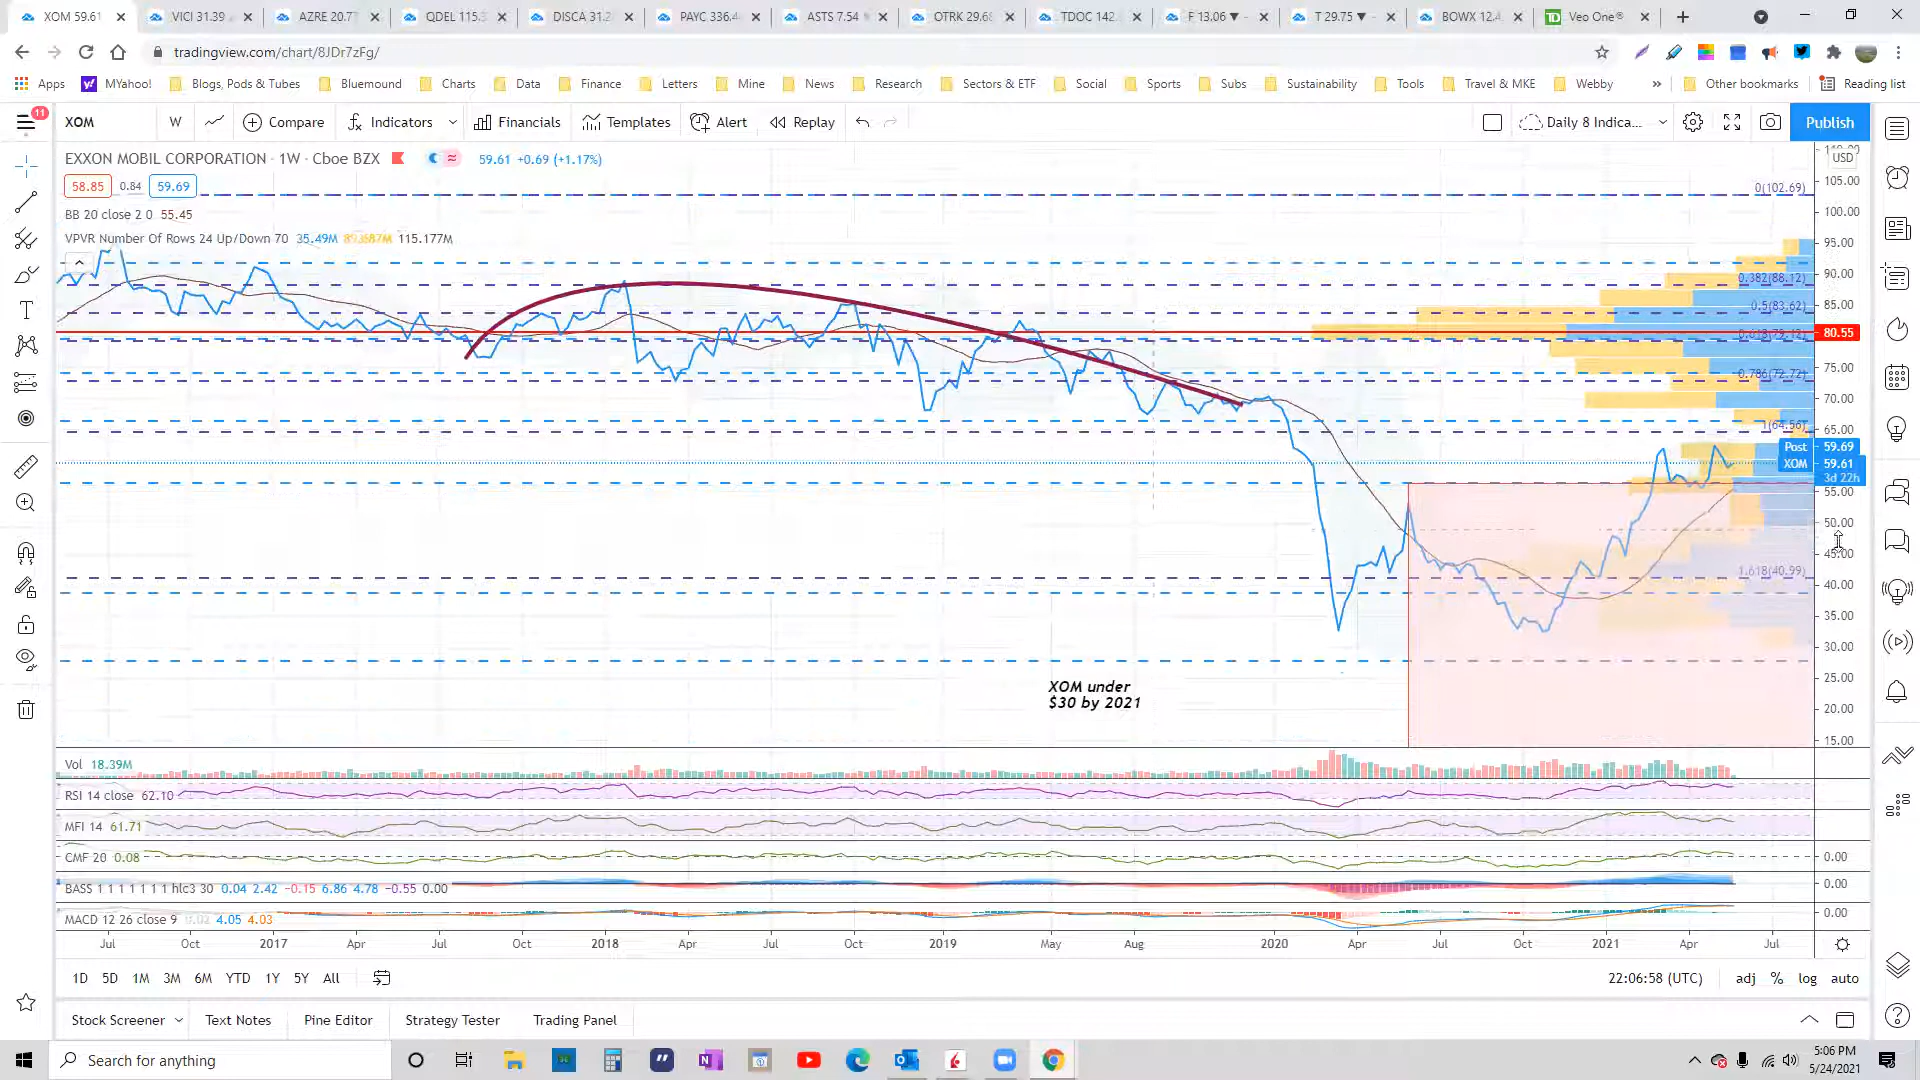 XOM 59.61
VICI 31.39
AZRE 20.7
QDEL 115.
DISCA 31.2
PAYC 336.4
ASTS 7.54
OTRK 29.68
TDOC 142.
F 13.06 ▼
T 29.75 ▼
BOWX 12.4
Veo One®
tradingview.com/chart/8JDr7zFg/
Apps
MYahoo!
Blogs, Pods & Tubes
Bluemound
Charts
Data
Finance
Letters
Mine
News
Research
Sectors & ETF
Social
Sports
Subs
Sustainability
Tools
Travel & MKE
Webby
»
Other bookmarks
Reading list
11
XOM
W
Compare
Indicators
Financials
Templates
Alert
Replay
Daily 8 Indica...
Publish
EXXON MOBIL CORPORATION · 1W · Cboe BZX
59.61 +0.69 (+1.17%)
58.85 0.84 59.69
BB 20 close 2 0 55.45
VPVR Number Of Rows 24 Up/Down 70 35.49M 115.177M
USD
105.00
100.00
95.00
90.00
85.00
80.55
75.00
70.00
65.00
Post 59.69
XOM 59.61
3d 22h
55.00
50.00
45.00
40.00
35.00
30.00
25.00
20.00
15.00
0(102.69)
0.382(88.12)
0.5(83.62)
0.618(79.12)
0.786(72.72)
1(64.56)
1.618(40.99)
XOM under
$30 by 2021
Vol 18.39M
RSI 14 close 62.10
MFI 14 61.71
CMF 20 0.08
0.00
BASS 1 1 1 1 1 1 1 hlc3 30 0.04 2.42 −0.15 6.86 4.78 −0.55 0.00
0.00
MACD 12 26 close 9 4.05 4.03
0.00
Jul Oct 2017 Apr Jul Oct 2018 Apr Jul Oct 2019 May Aug 2020 Apr Jul Oct 2021 Apr Jul
1D 5D 1M 3M 6M YTD 1Y 5Y All
22:06:58 (UTC)
adj % log auto
Stock Screener
Text Notes
Pine Editor
Strategy Tester
Trading Panel
Search for anything
5:06 PM
5/24/2021